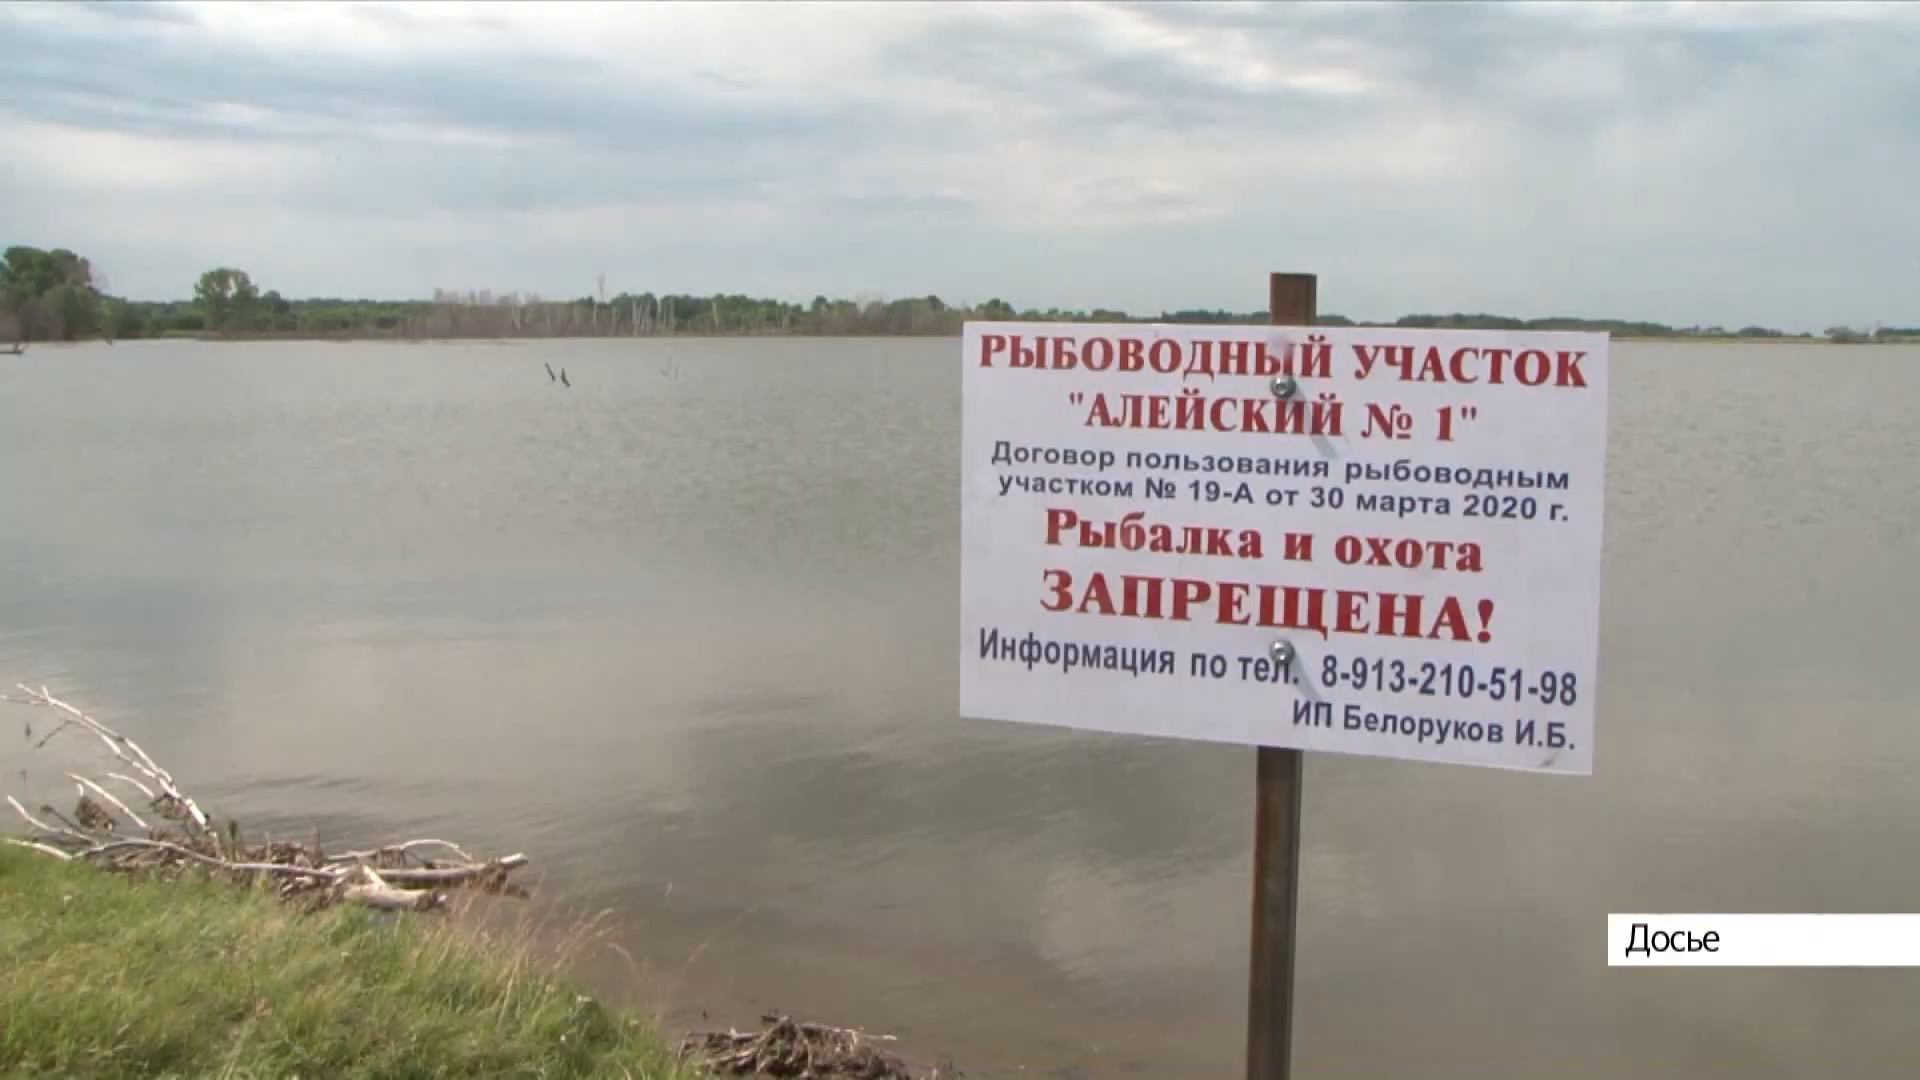 РЫБОВОДНЫЙ УЧАСТОК
"АЛЕЙСКИЙ № 1"
Договор пользования рыбоводным
участком № 19-А от 30 марта 2020 г.
Рыбалка и охота
ЗАПРЕЩЕНА!
Информация по тел. 8-913-210-51-98
ИП Белоруков И.Б.
Досье